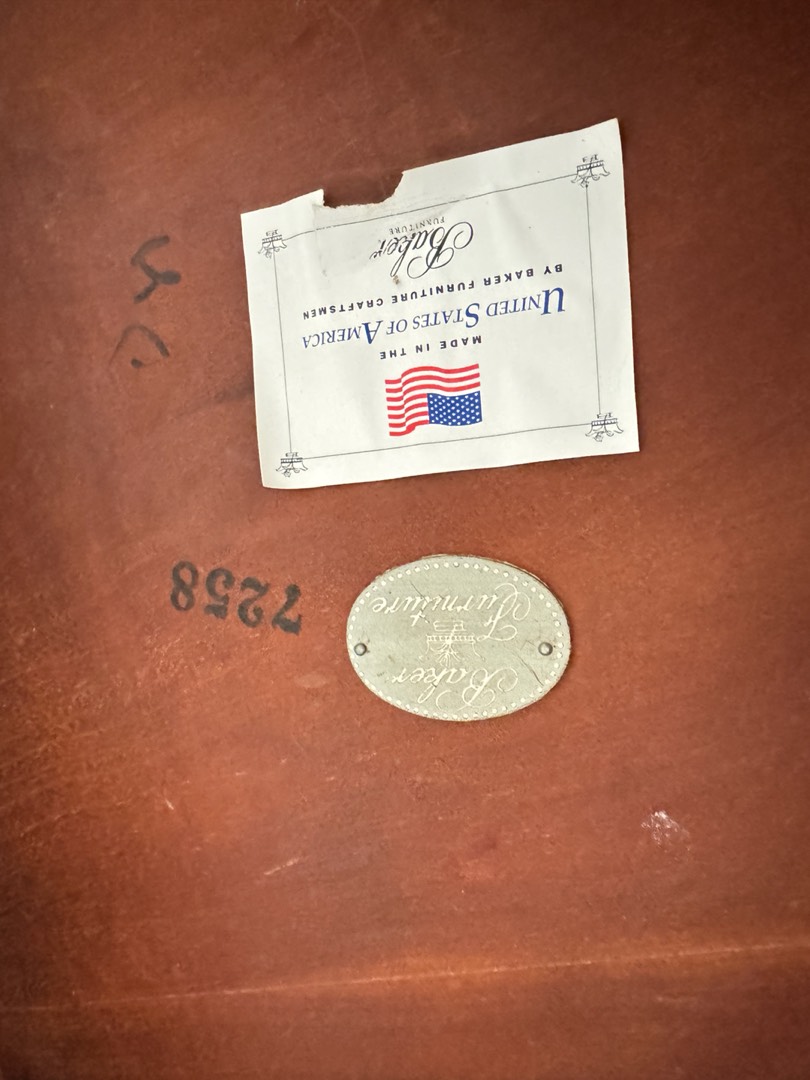 MADE IN THE
UNITED STATES OF AMERICA
BY BAKER FURNITURE CRAFTSMEN
Baker
FURNITURE
7258
Baker
Furniture